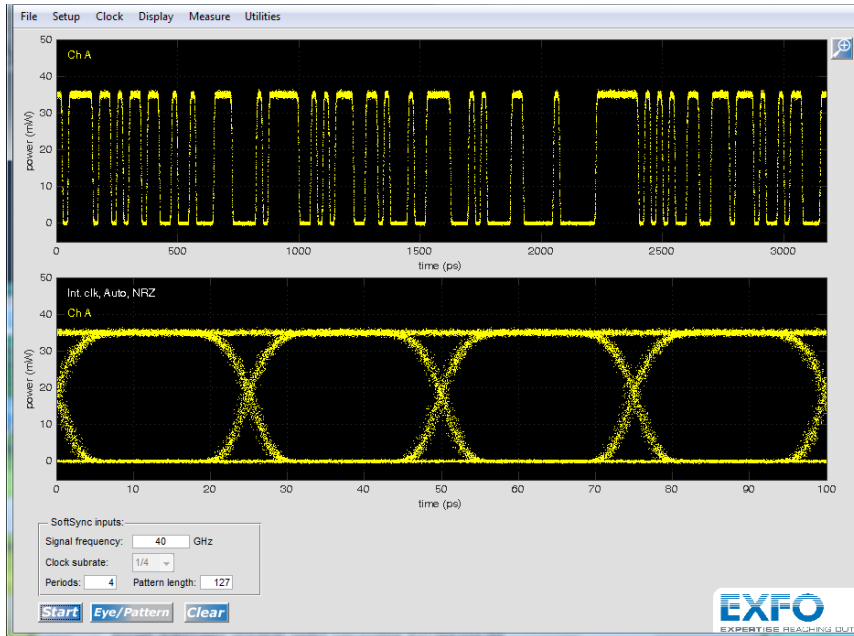 File Setup Clock Display Measure Utilities
50
Ch A
40
30
20
10
0
power (mW)
0 500 1000 1500 2000 2500 3000
time (ps)
50
Int. clk, Auto, NRZ
Ch A
40
30
20
10
0
power (mW)
0 10 20 30 40 50 60 70 80 90 100
time (ps)
SoftSync inputs:
Signal frequency: 40 GHz
Clock subrate: 1/4
Periods: 4 Pattern length: 127
Start Eye/Pattern Clear
EXFO
EXPERTISE REACHING OUT